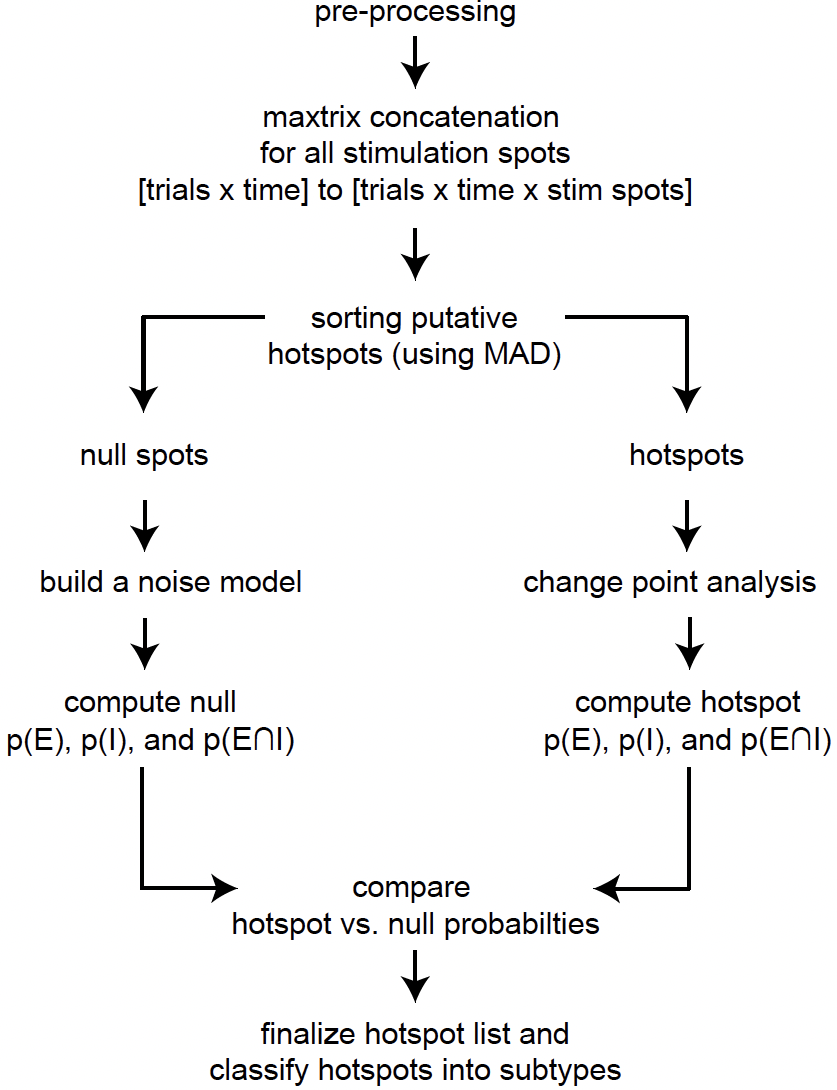 pre-processing
maxtrix concatenation
for all stimulation spots
[trials x time] to [trials x time x stim spots]
sorting putative
hotspots (using MAD)
null spots
hotspots
build a noise model
change point analysis
compute null
p(E), p(I), and p(E∩I)
compute hotspot
p(E), p(I), and p(E∩I)
compare
hotspot vs. null probabilties
finalize hotspot list and
classify hotspots into subtypes